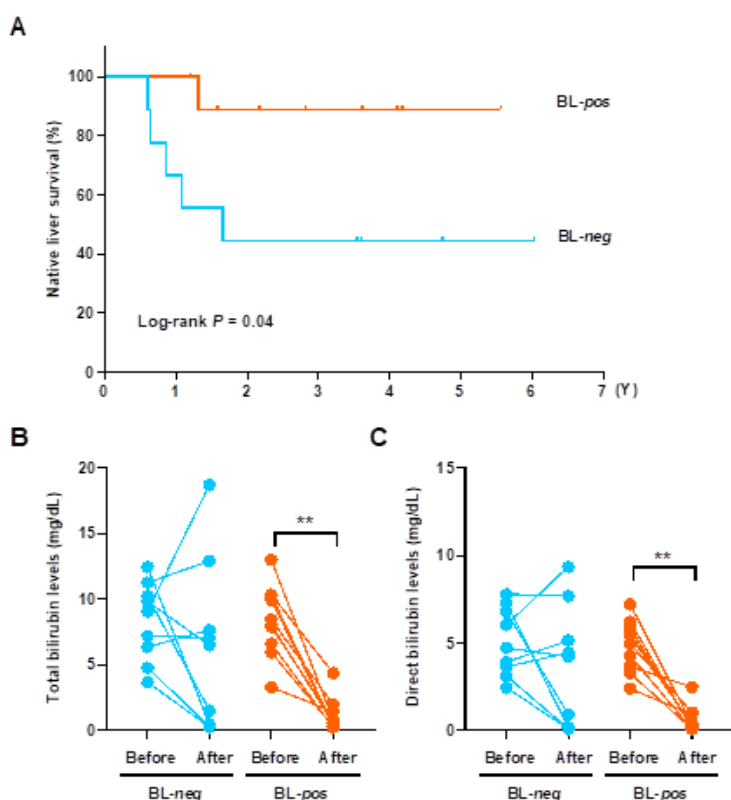 A
100
80
60
40
20
0
Native liver survival (%)
BL-pos
BL-neg
Log-rank P = 0.04
0 1 2 3 4 5 6 7 (Y)
B
20
15
10
5
0
Total bilirubin levels (mg/dL)
**
Before After Before After
BL-neg BL-pos
C
15
10
5
0
Direct bilirubin levels (mg/dL)
**
Before After Before After
BL-neg BL-pos